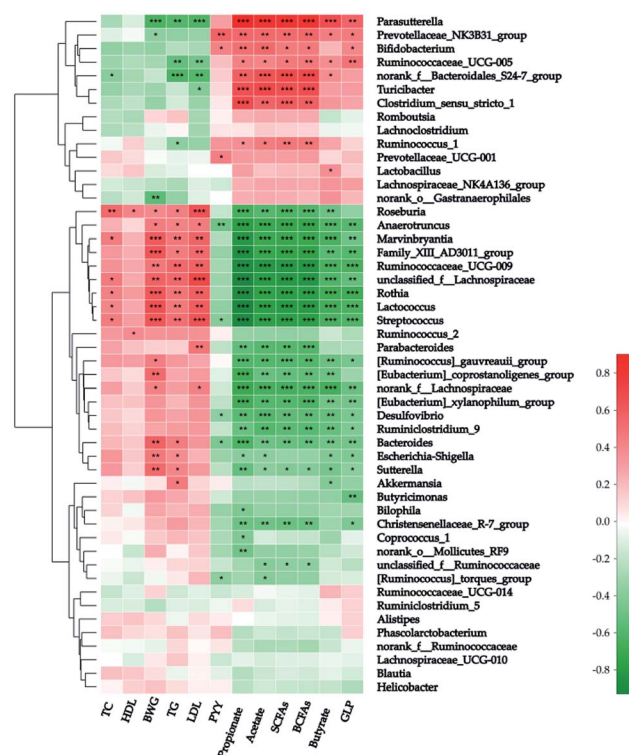 *** ** *** *** *** *** *** ** ** Parasutterella
* ** ** ** * ** * Prevotellaceae_NK3B31_group
* ** ** * * * Bifidobacterium
** ** * * * ** * ** Ruminococcaceae_UCG-005
* *** ** ** *** *** *** * norank_f__Bacteroidales_S24-7_group
* *** *** *** *** Turicibacter
*** ** *** ** Clostridium_sensu_stricto_1
Romboutsia
Lachnoclostridium
* * * ** ** Ruminococcus_1
* Prevotellaceae_UCG-001
* Lactobacillus
Lachnospiraceae_NK4A136_group
** norank_o__Gastranaerophilales
** * * * *** *** ** *** *** ** Roseburia
* * * ** *** ** *** *** ** ** Anaerotruncus
* *** ** ** *** *** *** *** *** ** Marvinbryantia
*** * ** *** *** *** *** ** ** Family_XIII_AD3011_group
** ** ** *** *** *** *** *** *** Ruminococcaceae_UCG-009
* ** ** *** *** *** *** *** *** ** unclassified_f__Lachnospiraceae
* *** ** ** *** *** *** *** *** *** Rothia
* *** ** ** *** *** *** *** *** *** Lactococcus
* *** ** *** * *** *** *** *** *** *** Streptococcus
* Ruminococcus_2
** ** ** ** *** Parabacteroides
* *** ** *** *** ** * [Ruminococcus]_gauvreauii_group
** *** ** ** ** ** [Eubacterium]_coprostanoligenes_group
* * *** *** *** *** *** ** norank_f__Lachnospiraceae
*** ** ** *** ** ** [Eubacterium]_xylanophilum_group
* ** *** ** ** ** * Desulfovibrio
** ** ** *** ** * Ruminiclostridium_9
** * * *** ** ** ** ** ** Bacteroides
** * * * * * Escherichia-Shigella
** * ** * * * * * Sutterella
* * Akkermansia
** Butyricimonas
* Bilophila
** ** ** ** * Christensenellaceae_R-7_group
* Coprococcus_1
** norank_o__Mollicutes_RF9
* * * unclassified_f__Ruminococcaceae
* * [Ruminococcus]_torques_group
Ruminococcaceae_UCG-014
Ruminiclostridium_5
Alistipes
Phascolarctobacterium
norank_f__Ruminococcaceae
Lachnospiraceae_UCG-010
Blautia
Helicobacter
TC HDL BWG TG LDL PYY Propionate Acetate SCFAs BCFAs Butyrate GLP
0.8
0.6
0.4
0.2
0.0
-0.2
-0.4
-0.6
-0.8